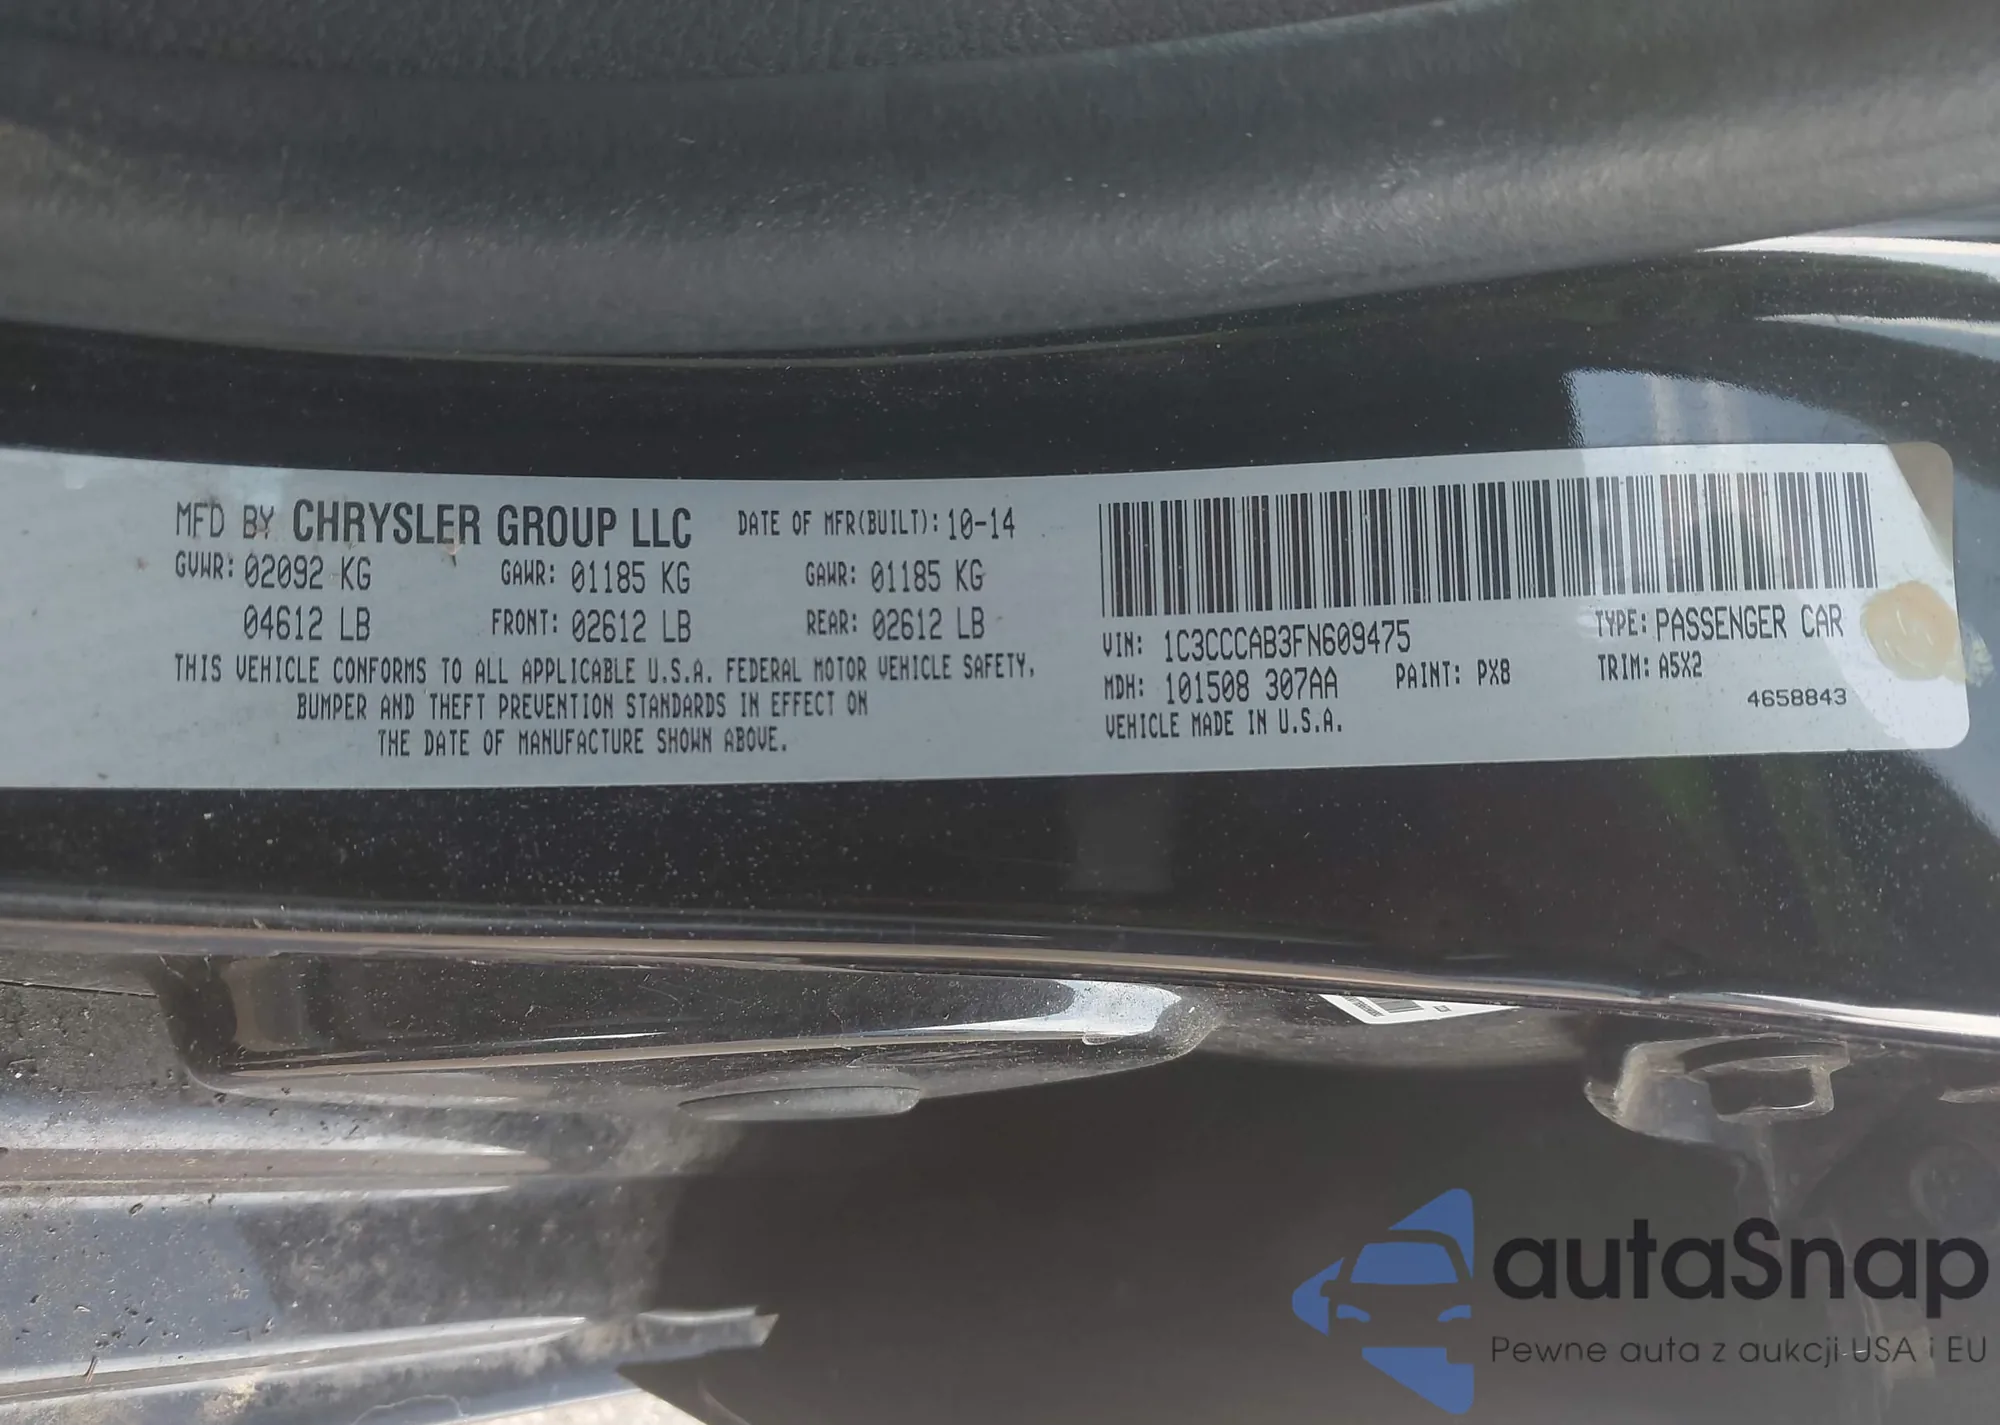 MFD BY CHRYSLER GROUP LLC DATE OF MFR(BUILT): 10-14
GVWR: 02092 KG GAWR: 01185 KG GAWR: 01185 KG
04612 LB FRONT: 02612 LB REAR: 02612 LB
THIS VEHICLE CONFORMS TO ALL APPLICABLE U.S.A. FEDERAL MOTOR VEHICLE SAFETY,
BUMPER AND THEFT PREVENTION STANDARDS IN EFFECT ON
THE DATE OF MANUFACTURE SHOWN ABOVE.
VIN: 1C3CCCAB3FN609475 TYPE: PASSENGER CAR
MDH: 101508 307AA PAINT: PX8 TRIM: A5X2
VEHICLE MADE IN U.S.A. 4658843
autaSnap
Pewne auta z aukcji USA i EU